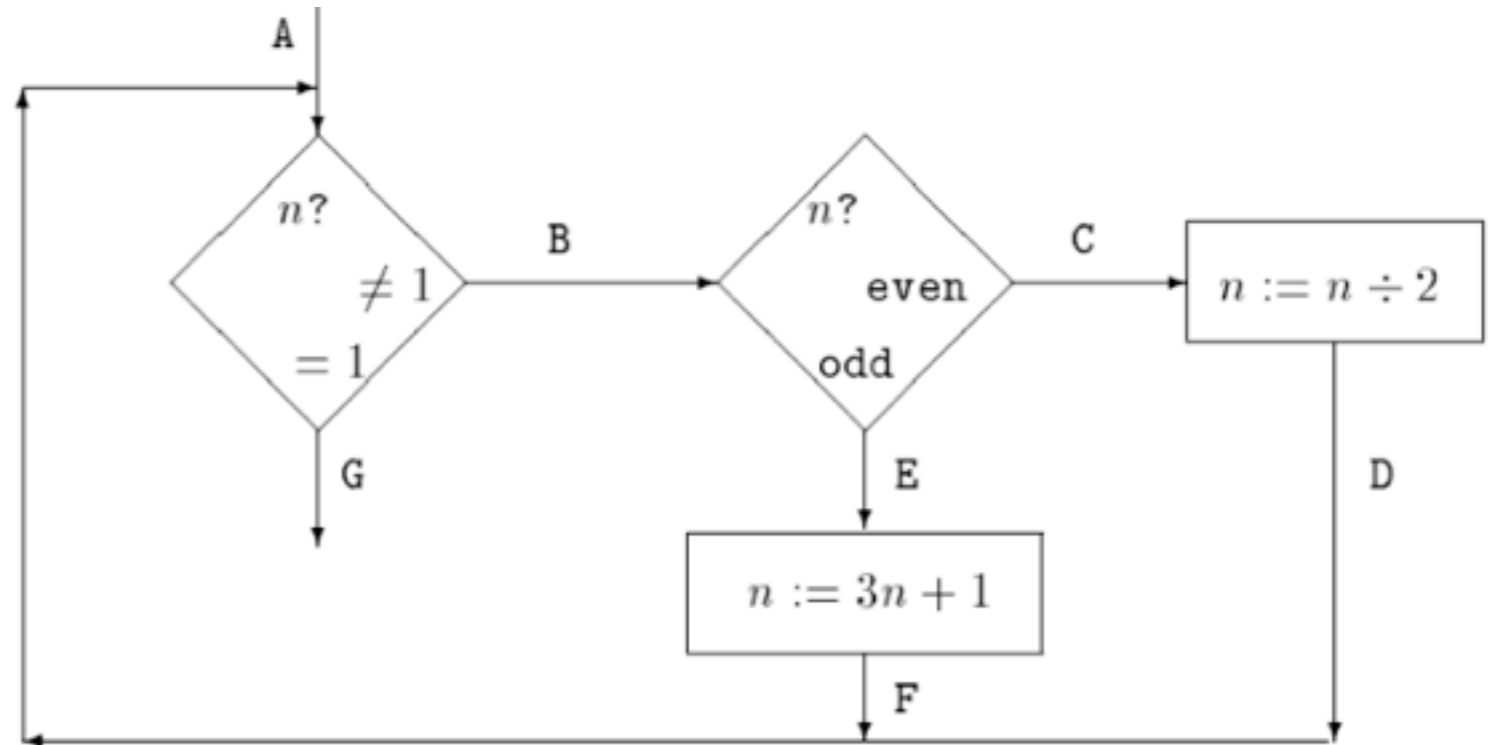 A
n?
≠ 1
= 1
B
n?
even
odd
C
n := n ÷ 2
G
E
D
n := 3n + 1
F